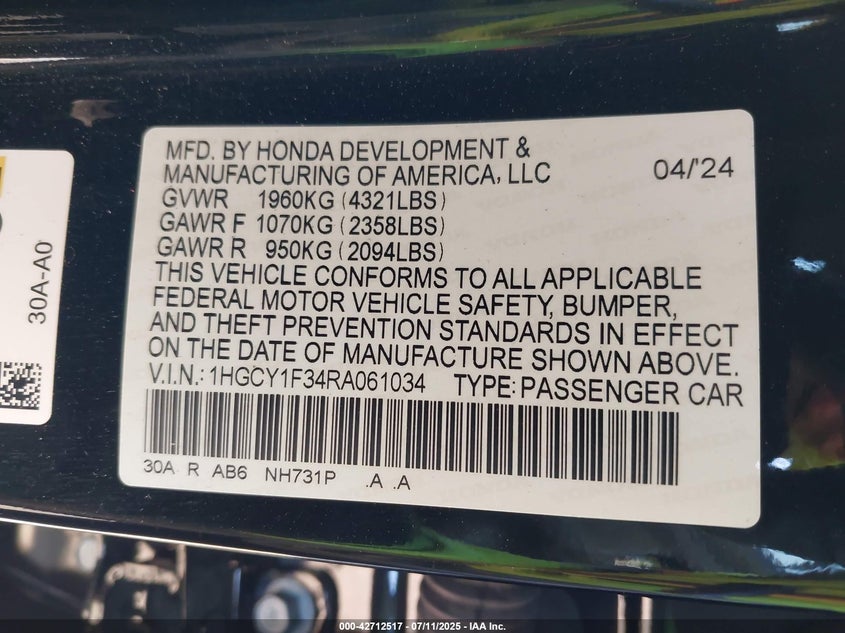 MFD. BY HONDA DEVELOPMENT &
MANUFACTURING OF AMERICA, LLC 04/'24
GVWR 1960KG (4321LBS)
GAWR F 1070KG (2358LBS)
GAWR R 950KG (2094LBS)
THIS VEHICLE CONFORMS TO ALL APPLICABLE
FEDERAL MOTOR VEHICLE SAFETY, BUMPER,
AND THEFT PREVENTION STANDARDS IN EFFECT
ON THE DATE OF MANUFACTURE SHOWN ABOVE.
V.I.N.: 1HGCY1F34RA061034 TYPE: PASSENGER CAR
30A R AB6 NH731P .A .A
30A-A0
000-42712517 - 07/11/2025 - IAA Inc.